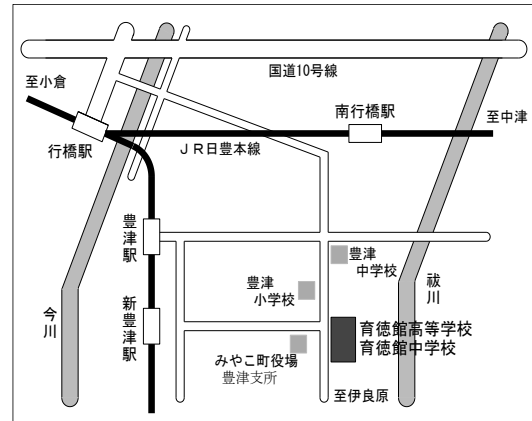 国道10号線
至小倉
南行橋駅
至中津
行橋駅
ＪＲ日豊本線
豊津駅
豊津
中学校
豊津
小学校
祓川
今川
新豊津駅
育徳館高等学校
育徳館中学校
みやこ町役場
豊津支所
至伊良原